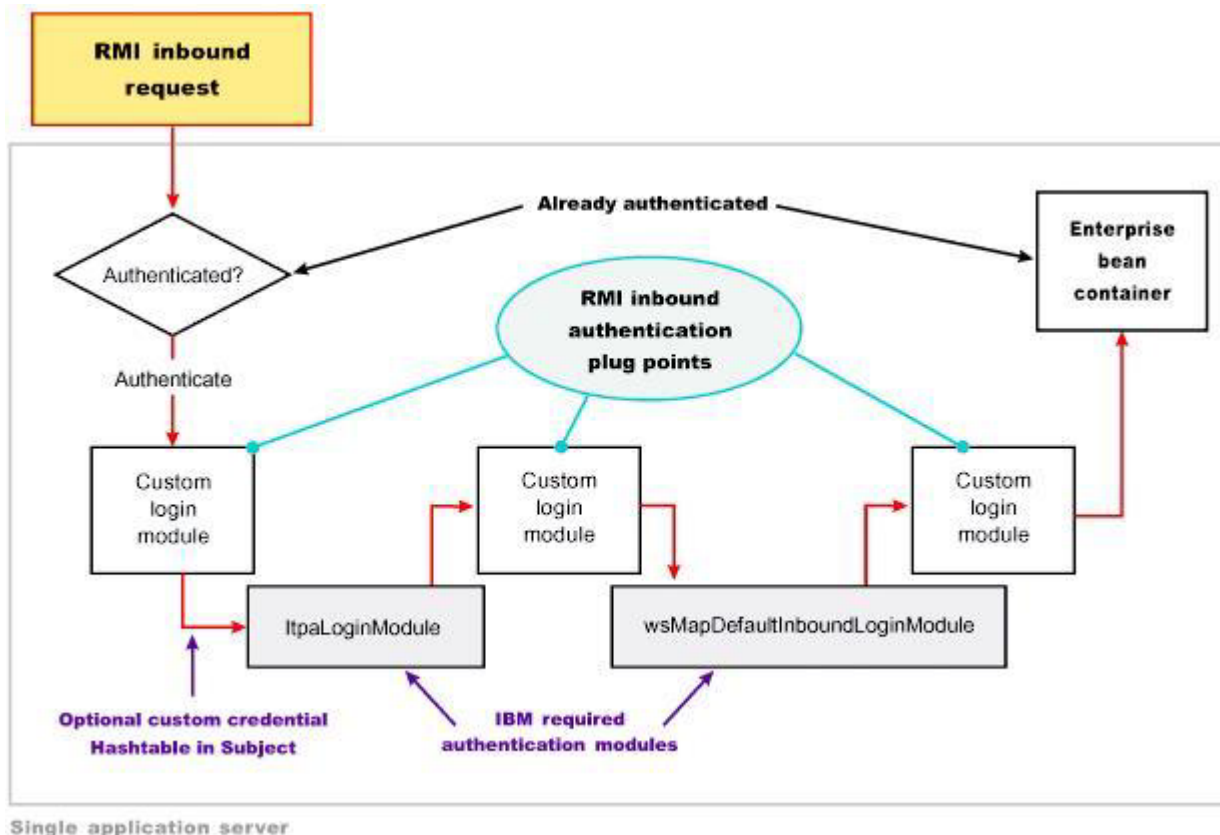 RMI inbound
request
Already authenticated
Enterprise
bean
container
Authenticated?
RMI inbound
authentication
plug points
Authenticate
Custom
login
module
Custom
login
module
Custom
login
module
ltpaLoginModule
wsMapDefaultInboundLoginModule
Optional custom credential
Hashtable in Subject
IBM required
authentication modules
Single application server